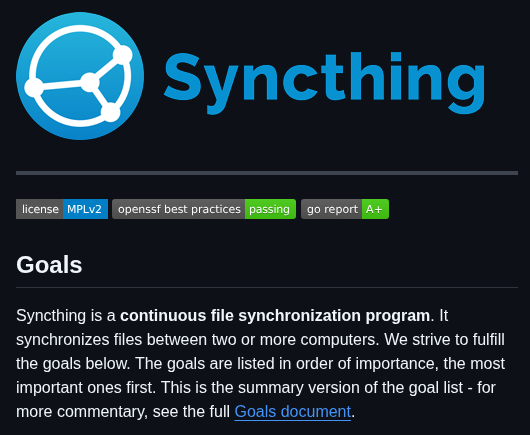 Syncthing
license MPLv2 openssf best practices passing go report A+
Goals
Syncthing is a continuous file synchronization program. It
synchronizes files between two or more computers. We strive to fulfill
the goals below. The goals are listed in order of importance, the most
important ones first. This is the summary version of the goal list - for
more commentary, see the full Goals document.